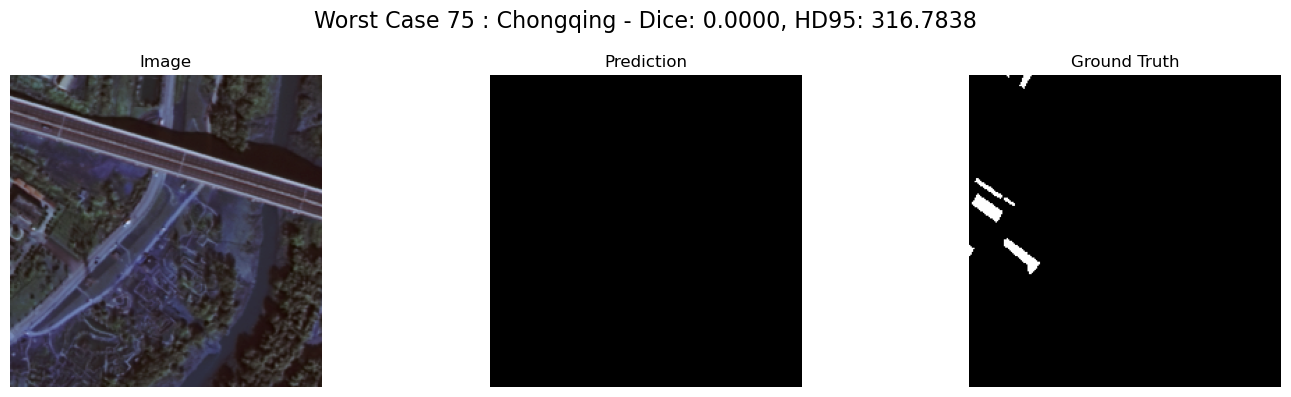 Worst Case 75 : Chongqing - Dice: 0.0000, HD95: 316.7838
Image
Prediction
Ground Truth